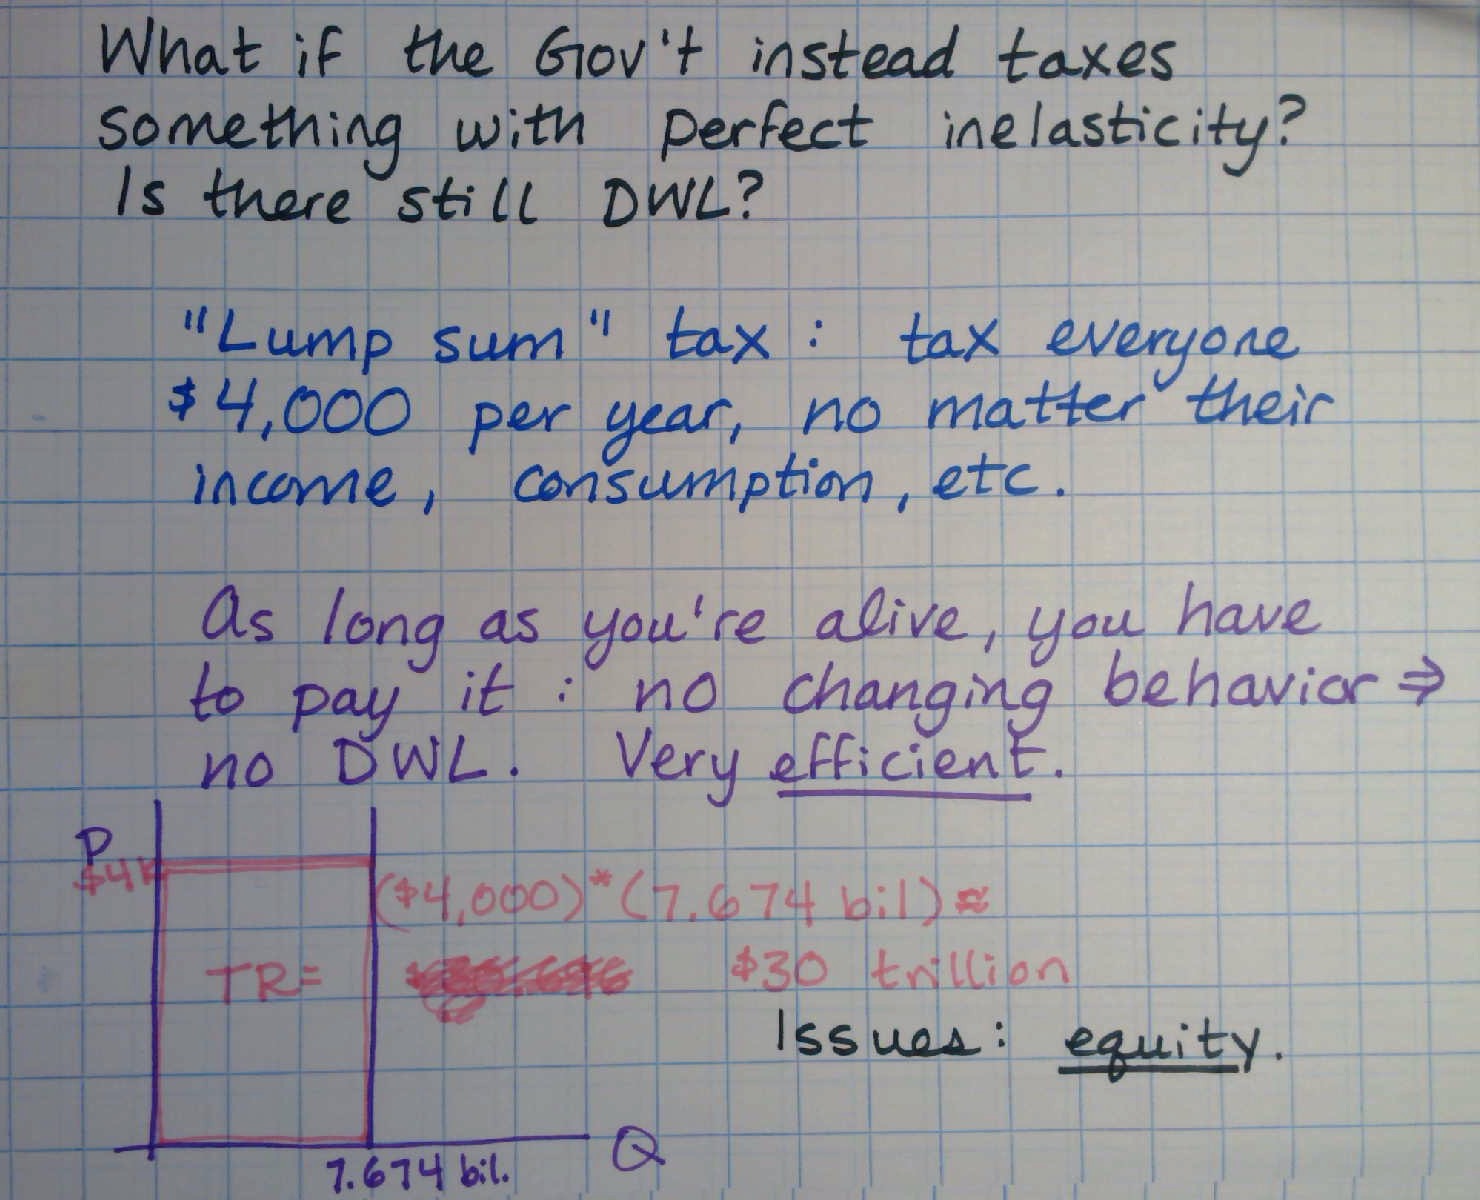 What if the Gov't instead taxes
something with perfect inelasticity?
Is there still DWL?
"Lump sum" tax: tax everyone
$4,000 per year, no matter their
income, consumption, etc.
As long as you're alive, you have
to pay it: no changing behavior ⇒
no DWL. Very efficient.
P
$4K
($4,000)*(7.674 bil) ≈
TR= $30 trillion
Issues: equity.
7.674 bil.
Q